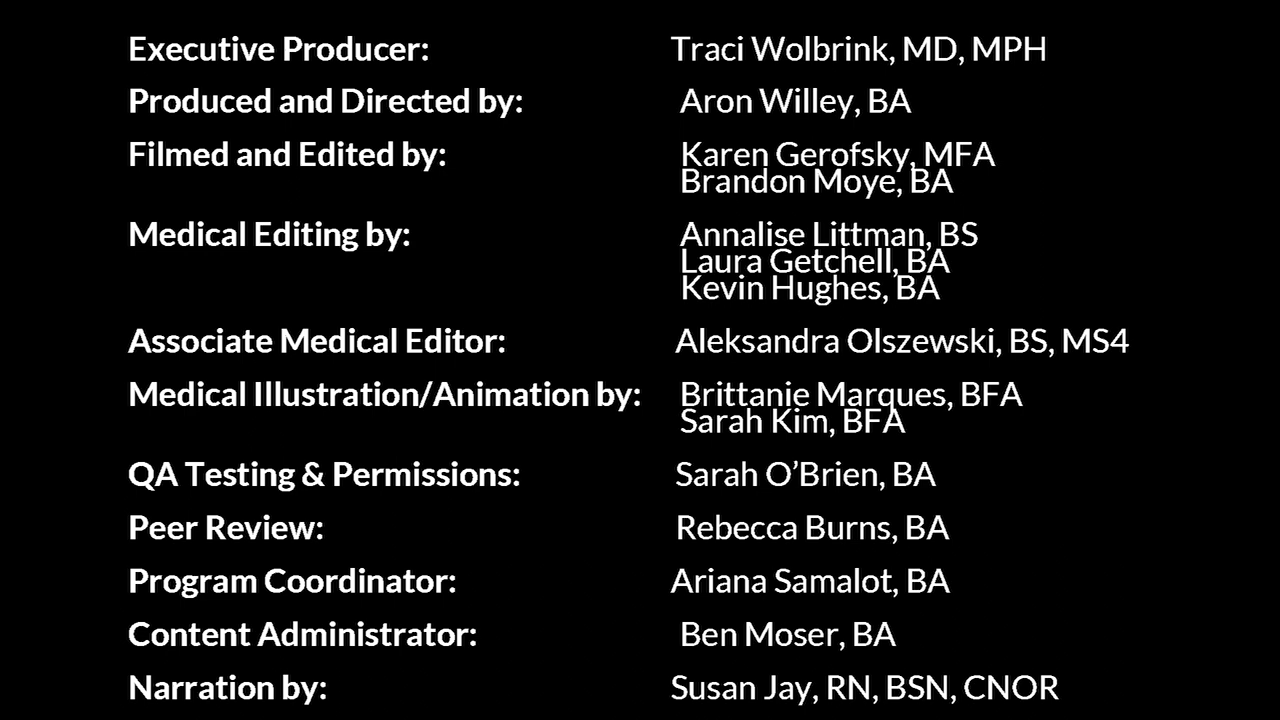 Executive Producer: Traci Wolbrink, MD, MPH
Produced and Directed by: Aron Willey, BA
Filmed and Edited by: Karen Gerofsky, MFA
Brandon Moye, BA
Medical Editing by: Annalise Littman, BS
Laura Getchell, BA
Kevin Hughes, BA
Associate Medical Editor: Aleksandra Olszewski, BS, MS4
Medical Illustration/Animation by: Brittanie Marques, BFA
Sarah Kim, BFA
QA Testing & Permissions: Sarah O’Brien, BA
Peer Review: Rebecca Burns, BA
Program Coordinator: Ariana Samalot, BA
Content Administrator: Ben Moser, BA
Narration by: Susan Jay, RN, BSN, CNOR